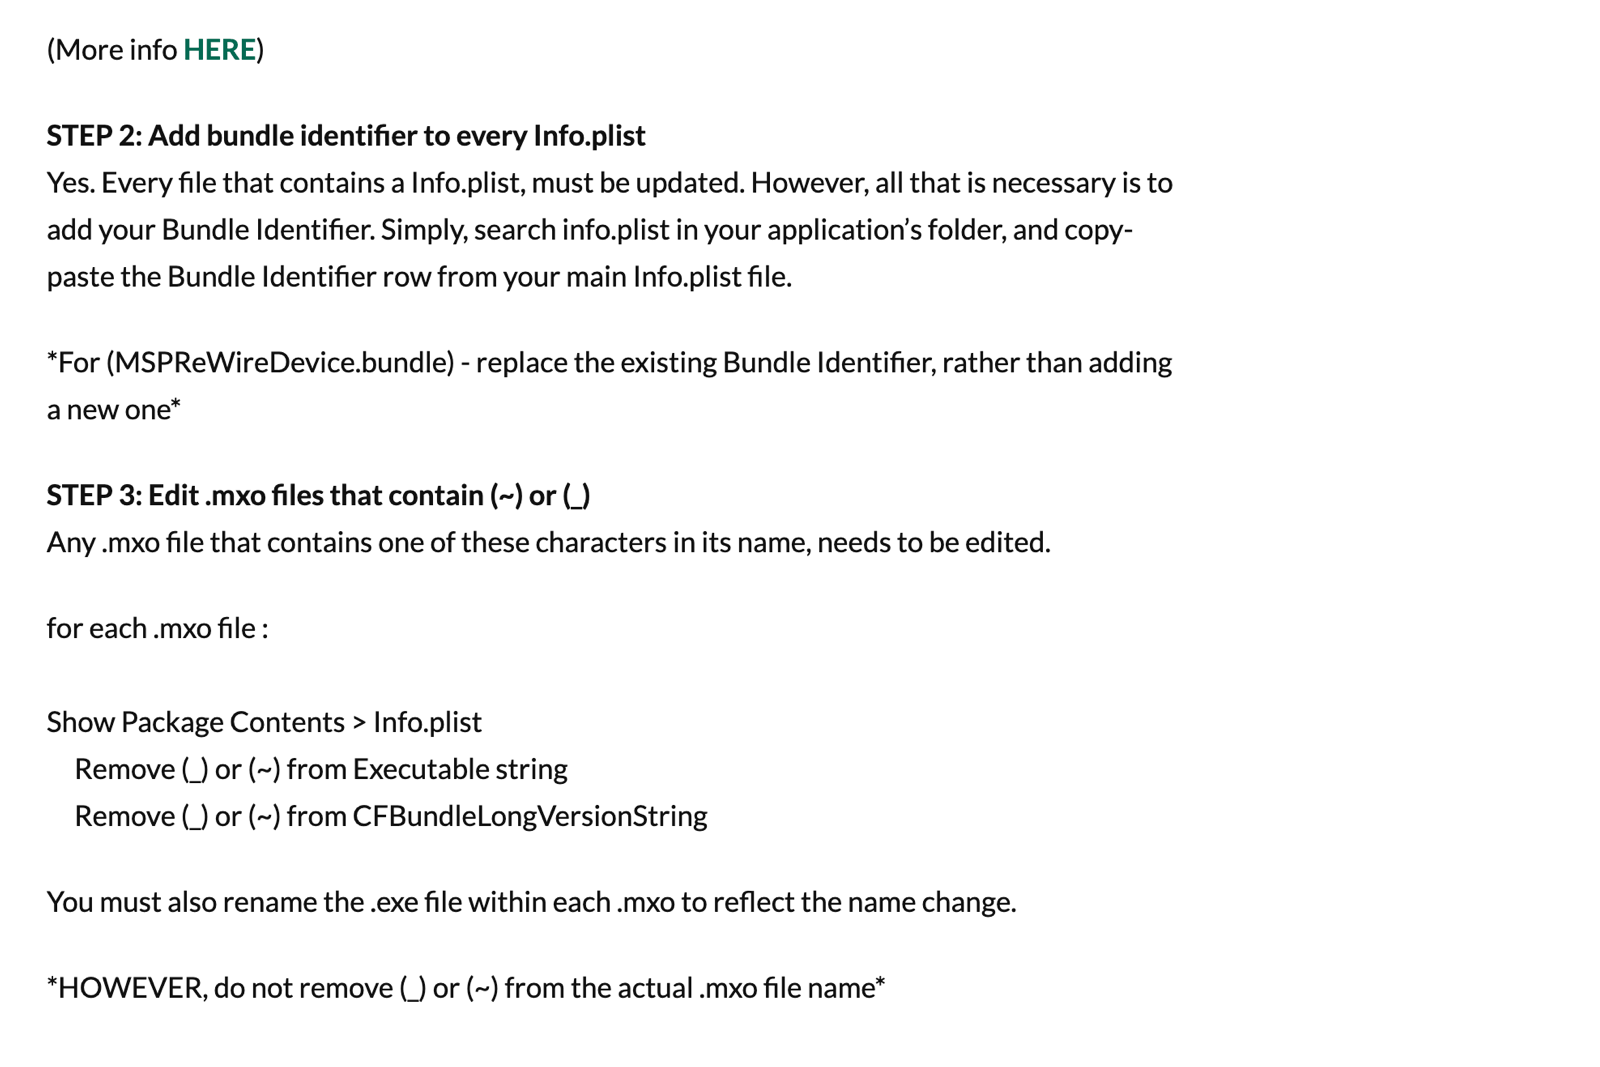 (More info HERE)
STEP 2: Add bundle identifier to every Info.plist
Yes. Every file that contains a Info.plist, must be updated. However, all that is necessary is to
add your Bundle Identifier. Simply, search info.plist in your application’s folder, and copy-
paste the Bundle Identifier row from your main Info.plist file.
*For (MSPReWireDevice.bundle) - replace the existing Bundle Identifier, rather than adding
a new one*
STEP 3: Edit .mxo files that contain (~) or (_)
Any .mxo file that contains one of these characters in its name, needs to be edited.
for each .mxo file :
Show Package Contents > Info.plist
Remove (_) or (~) from Executable string
Remove (_) or (~) from CFBundleLongVersionString
You must also rename the .exe file within each .mxo to reflect the name change.
*HOWEVER, do not remove (_) or (~) from the actual .mxo file name*